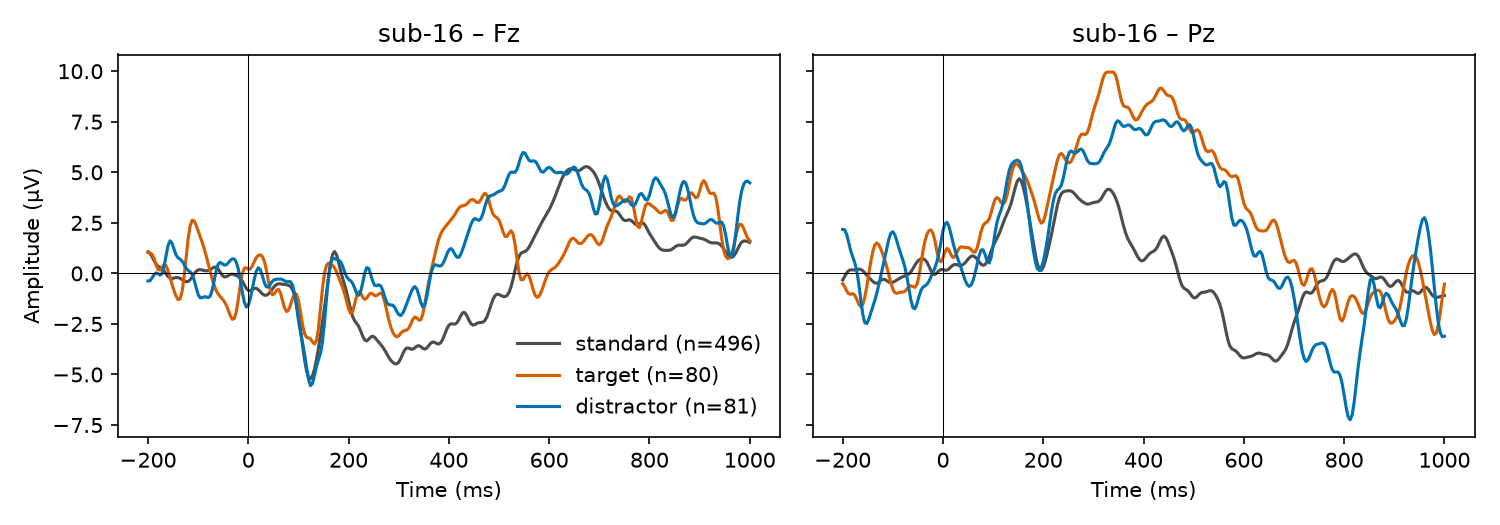 sub-16 – Fz
sub-16 – Pz
Amplitude (µV)
10.0
7.5
5.0
2.5
0.0
−2.5
−5.0
−7.5
standard (n=496)
target (n=80)
distractor (n=81)
−200 0 200 400 600 800 1000
−200 0 200 400 600 800 1000
Time (ms)
Time (ms)